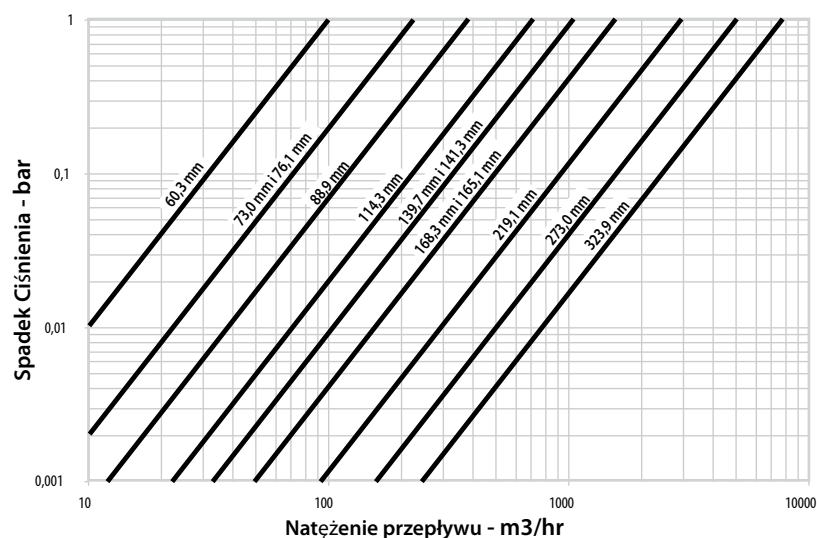 1
0,1
0,01
0,001
Spadek Ciśnienia - bar
60,3 mm
73,0 mm i 76,1 mm
88,9 mm
114,3 mm
139,7 mm i 141,3 mm
168,3 mm i 165,1 mm
219,1 mm
273,0 mm
323,9 mm
10
100
1000
10000
Natężenie przepływu - m3/hr